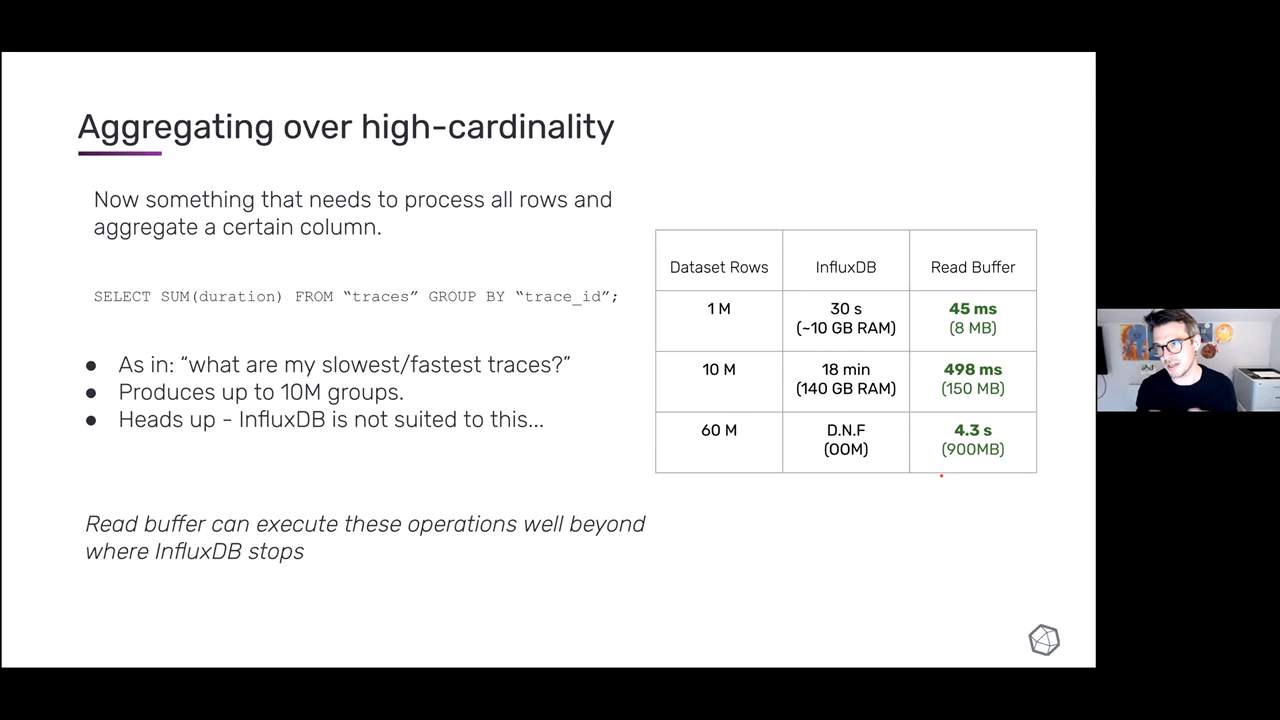 Aggregating over high-cardinality
Now something that needs to process all rows and
aggregate a certain column.
SELECT SUM(duration) FROM “traces” GROUP BY “trace_id”;
● As in: “what are my slowest/fastest traces?”
● Produces up to 10M groups.
● Heads up - InfluxDB is not suited to this...
Read buffer can execute these operations well beyond
where InfluxDB stops
Dataset Rows InfluxDB Read Buffer
1 M 30 s 45 ms
(~10 GB RAM) (8 MB)
10 M 18 min 498 ms
(140 GB RAM) (150 MB)
60 M D.N.F 4.3 s
(OOM) (900MB)